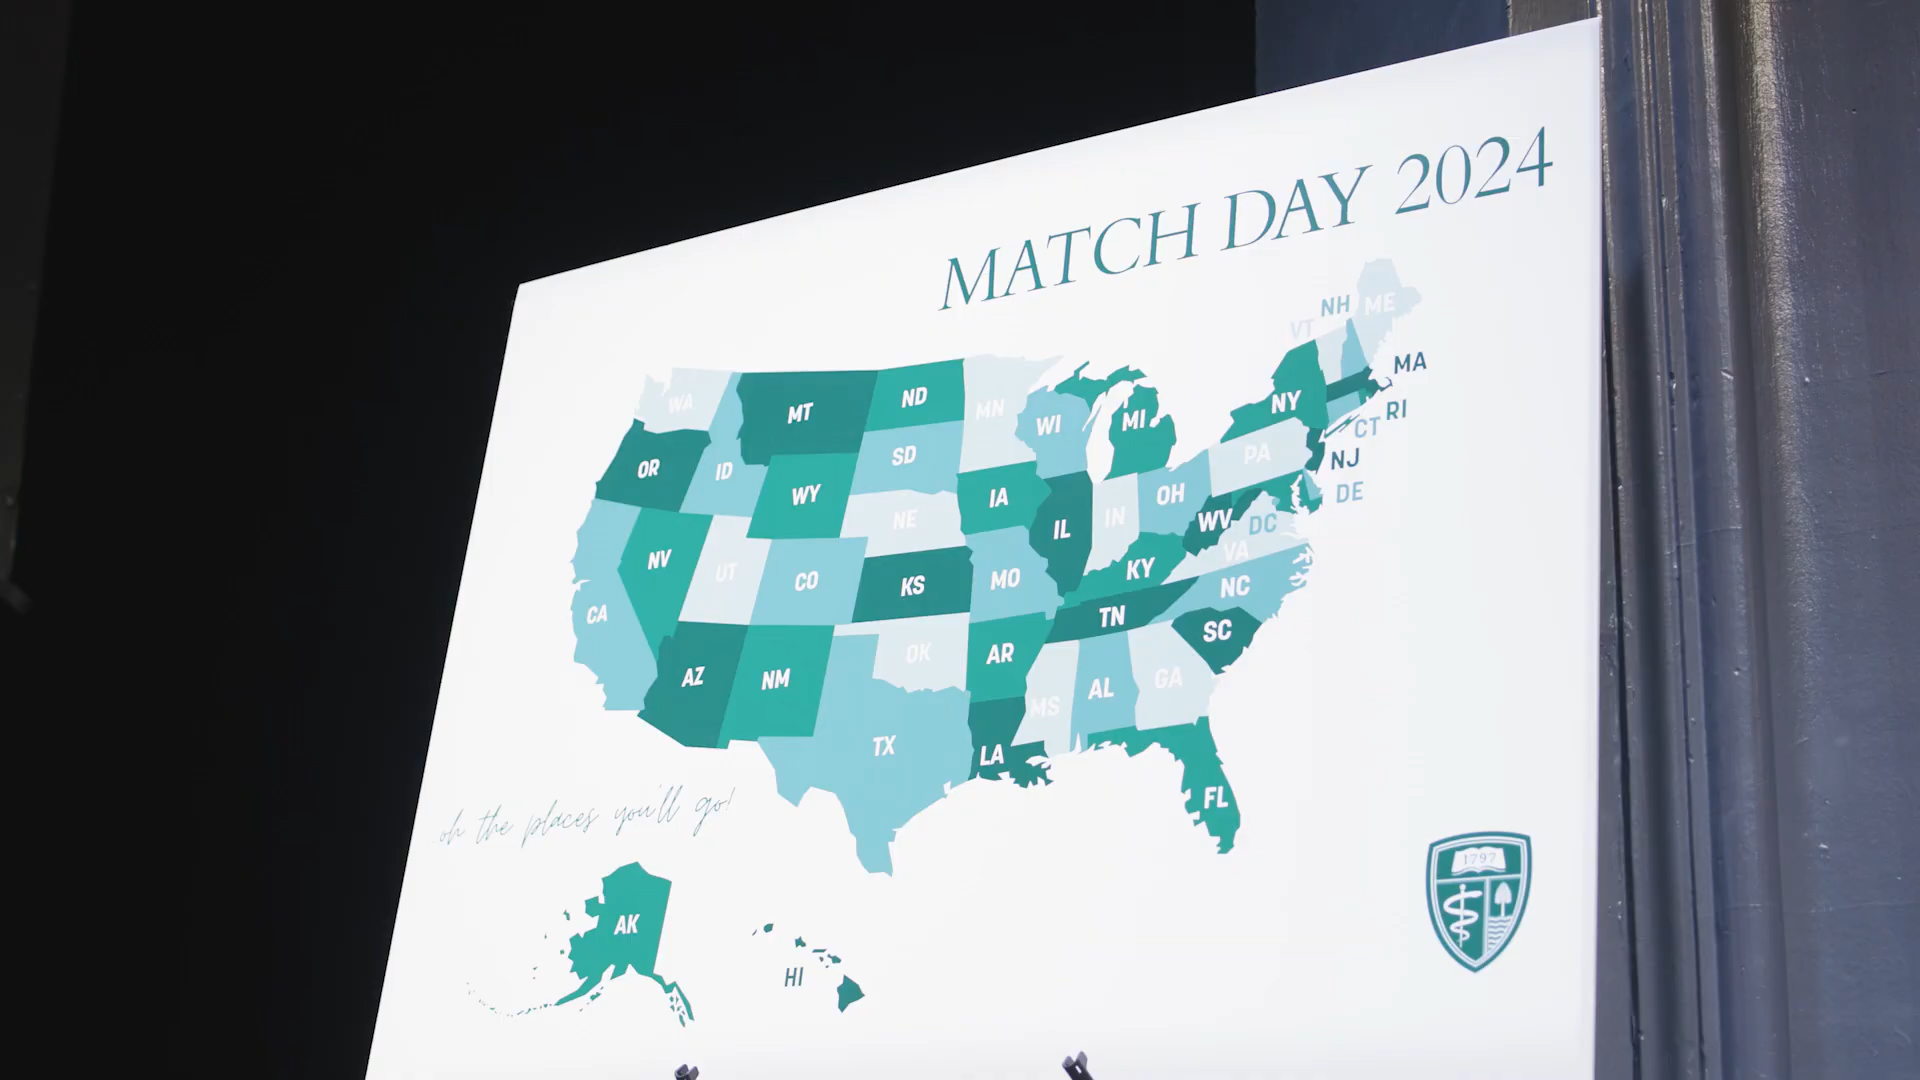 MATCH DAY 2024
NH ME
VT
WA MT ND MN WI MI NY MA
OR ID SD CT RI
WY IA OH PA NJ
NE IL IN WV DC DE
NV UT CO KS MO KY VA
CA TN NC
AZ NM OK AR SC
TX MS AL GA
LA
FL
oh the places you'll go!
1797
AK
HI